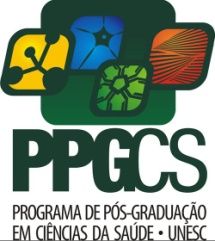 PPGCS
PROGRAMA DE PÓS-GRADUAÇÃO
EM CIÊNCIAS DA SAÚDE • UNESC